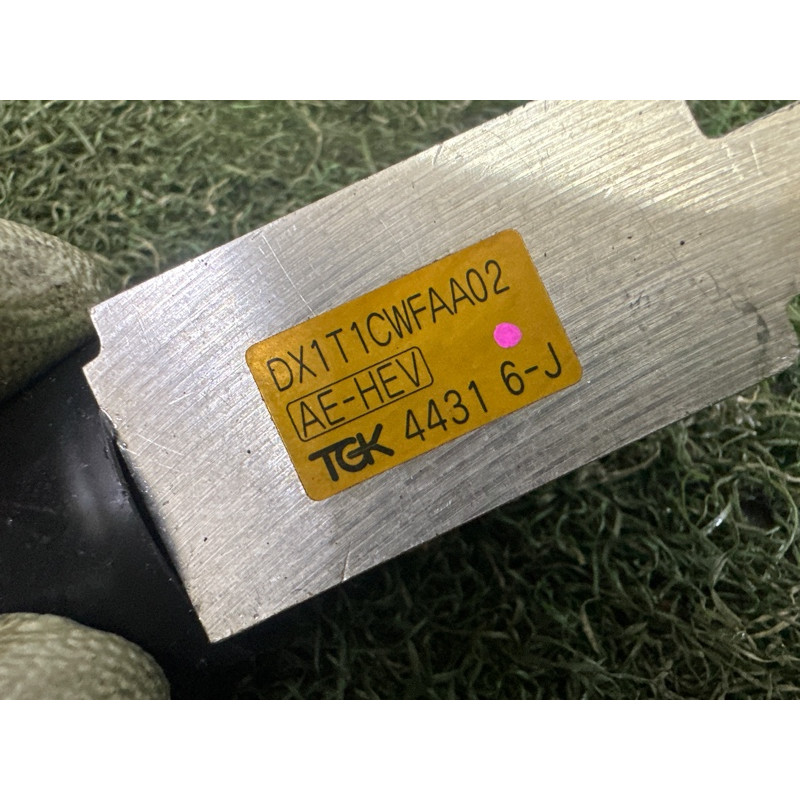 DX1T1CWFAA02
AE-HEV
TGK 4431 6-J